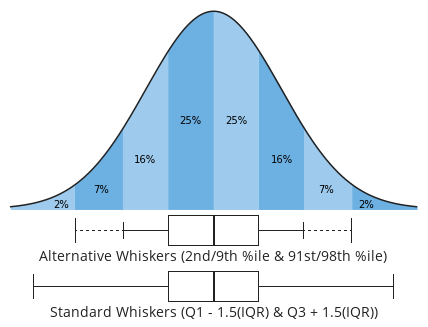 25% 25%
16% 16%
7% 7%
2% 2%
Alternative Whiskers (2nd/9th %ile & 91st/98th %ile)
Standard Whiskers (Q1 - 1.5(IQR) & Q3 + 1.5(IQR))